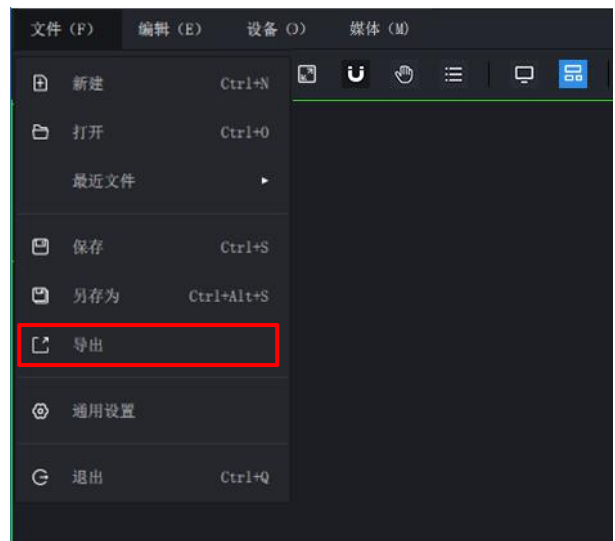 文件（F） 编辑（E） 设备（D） 媒体（M）
新建 Ctrl+N
打开 Ctrl+O
最近文件
保存 Ctrl+S
另存为 Ctrl+Alt+S
导出
通用设置
退出 Ctrl+Q